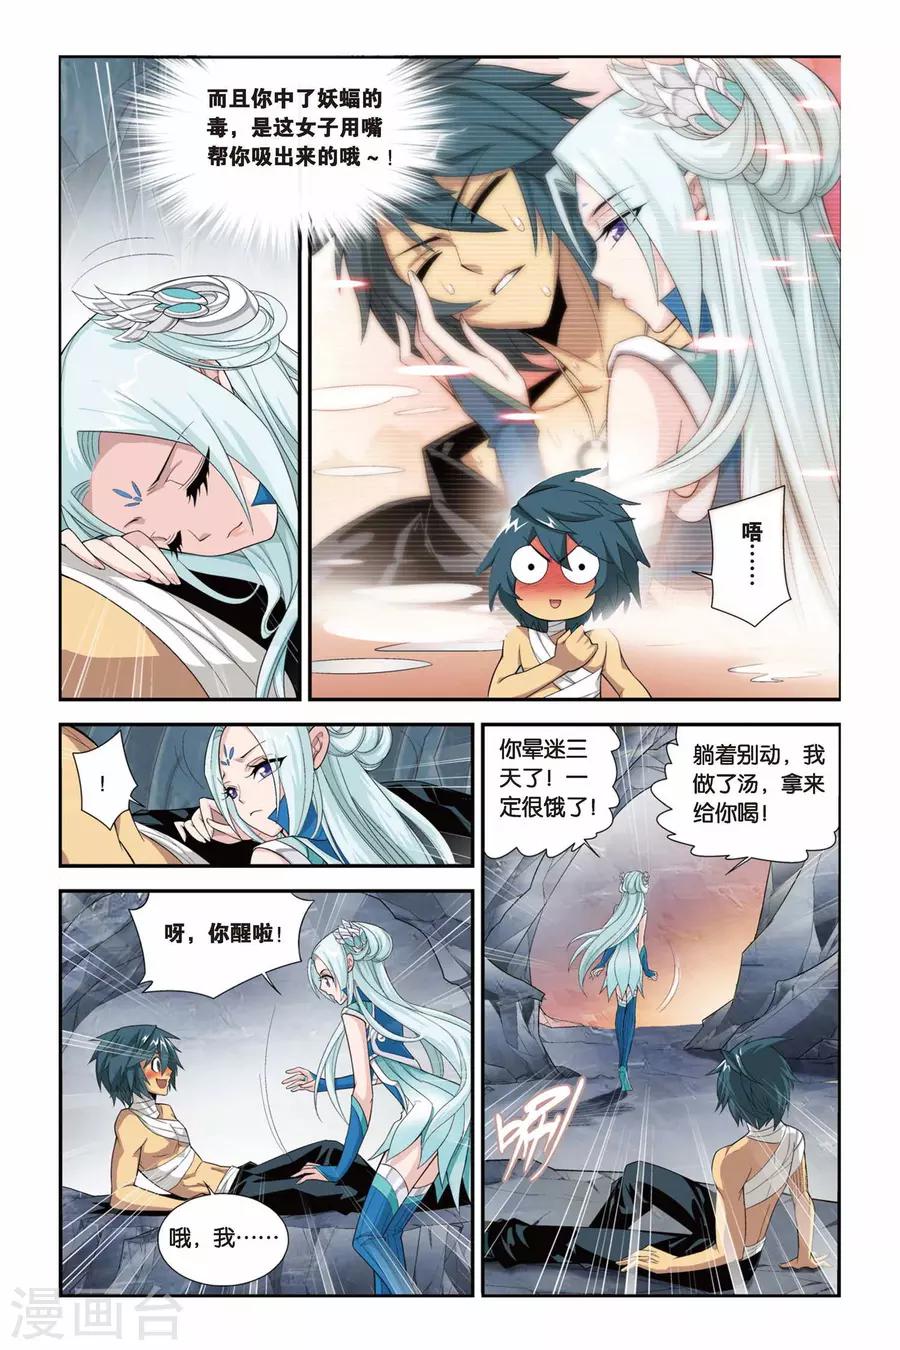 而且你中了妖蝠的
毒，是这女子用嘴
帮你吸出来的哦～！
唔
……
！
呀，你醒啦！
哦，我……
你晕迷三
天了！一
定很饿了！
躺着别动，我
做了汤，拿来
给你喝！
漫画台